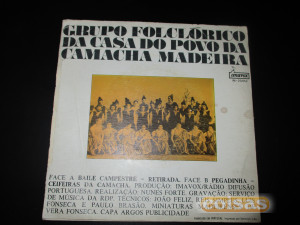 GRUPO FOLCLÓRICO
DA CASA DO POVO DA
CAMACHA MADEIRA
FACE A BAILE CAMPESTRE – RETIRADA. FACE B PEGADINHA –
CEIFEIRAS DA CAMACHA, PRODUÇÃO: IMAVOX/RÁDIO DIFUSÃO
PORTUGUESA. REALIZAÇÃO: NUNES FORTE. GRAVAÇÃO: SERVIÇO
DE MÚSICA DA RDP. TÉCNICOS: JOÃO FELIZ,
FONSECA E PAULO BRASÃO. MINIATURAS
VERA FONSECA. CAPA ARGOS PUBLICIDADE
coisas